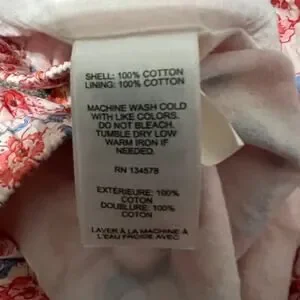 SHELL: 100% COTTON
LINING: 100% COTTON
MACHINE WASH COLD
WITH LIKE COLORS.
DO NOT BLEACH.
TUMBLE DRY LOW
WARM IRON IF
NEEDED.
RN 134578
EXTÉRIEURE: 100%
COTON
DOUBLURE: 100%
COTON
LAVER À LA MACHINE À
L'EAU FROIDE AVEC